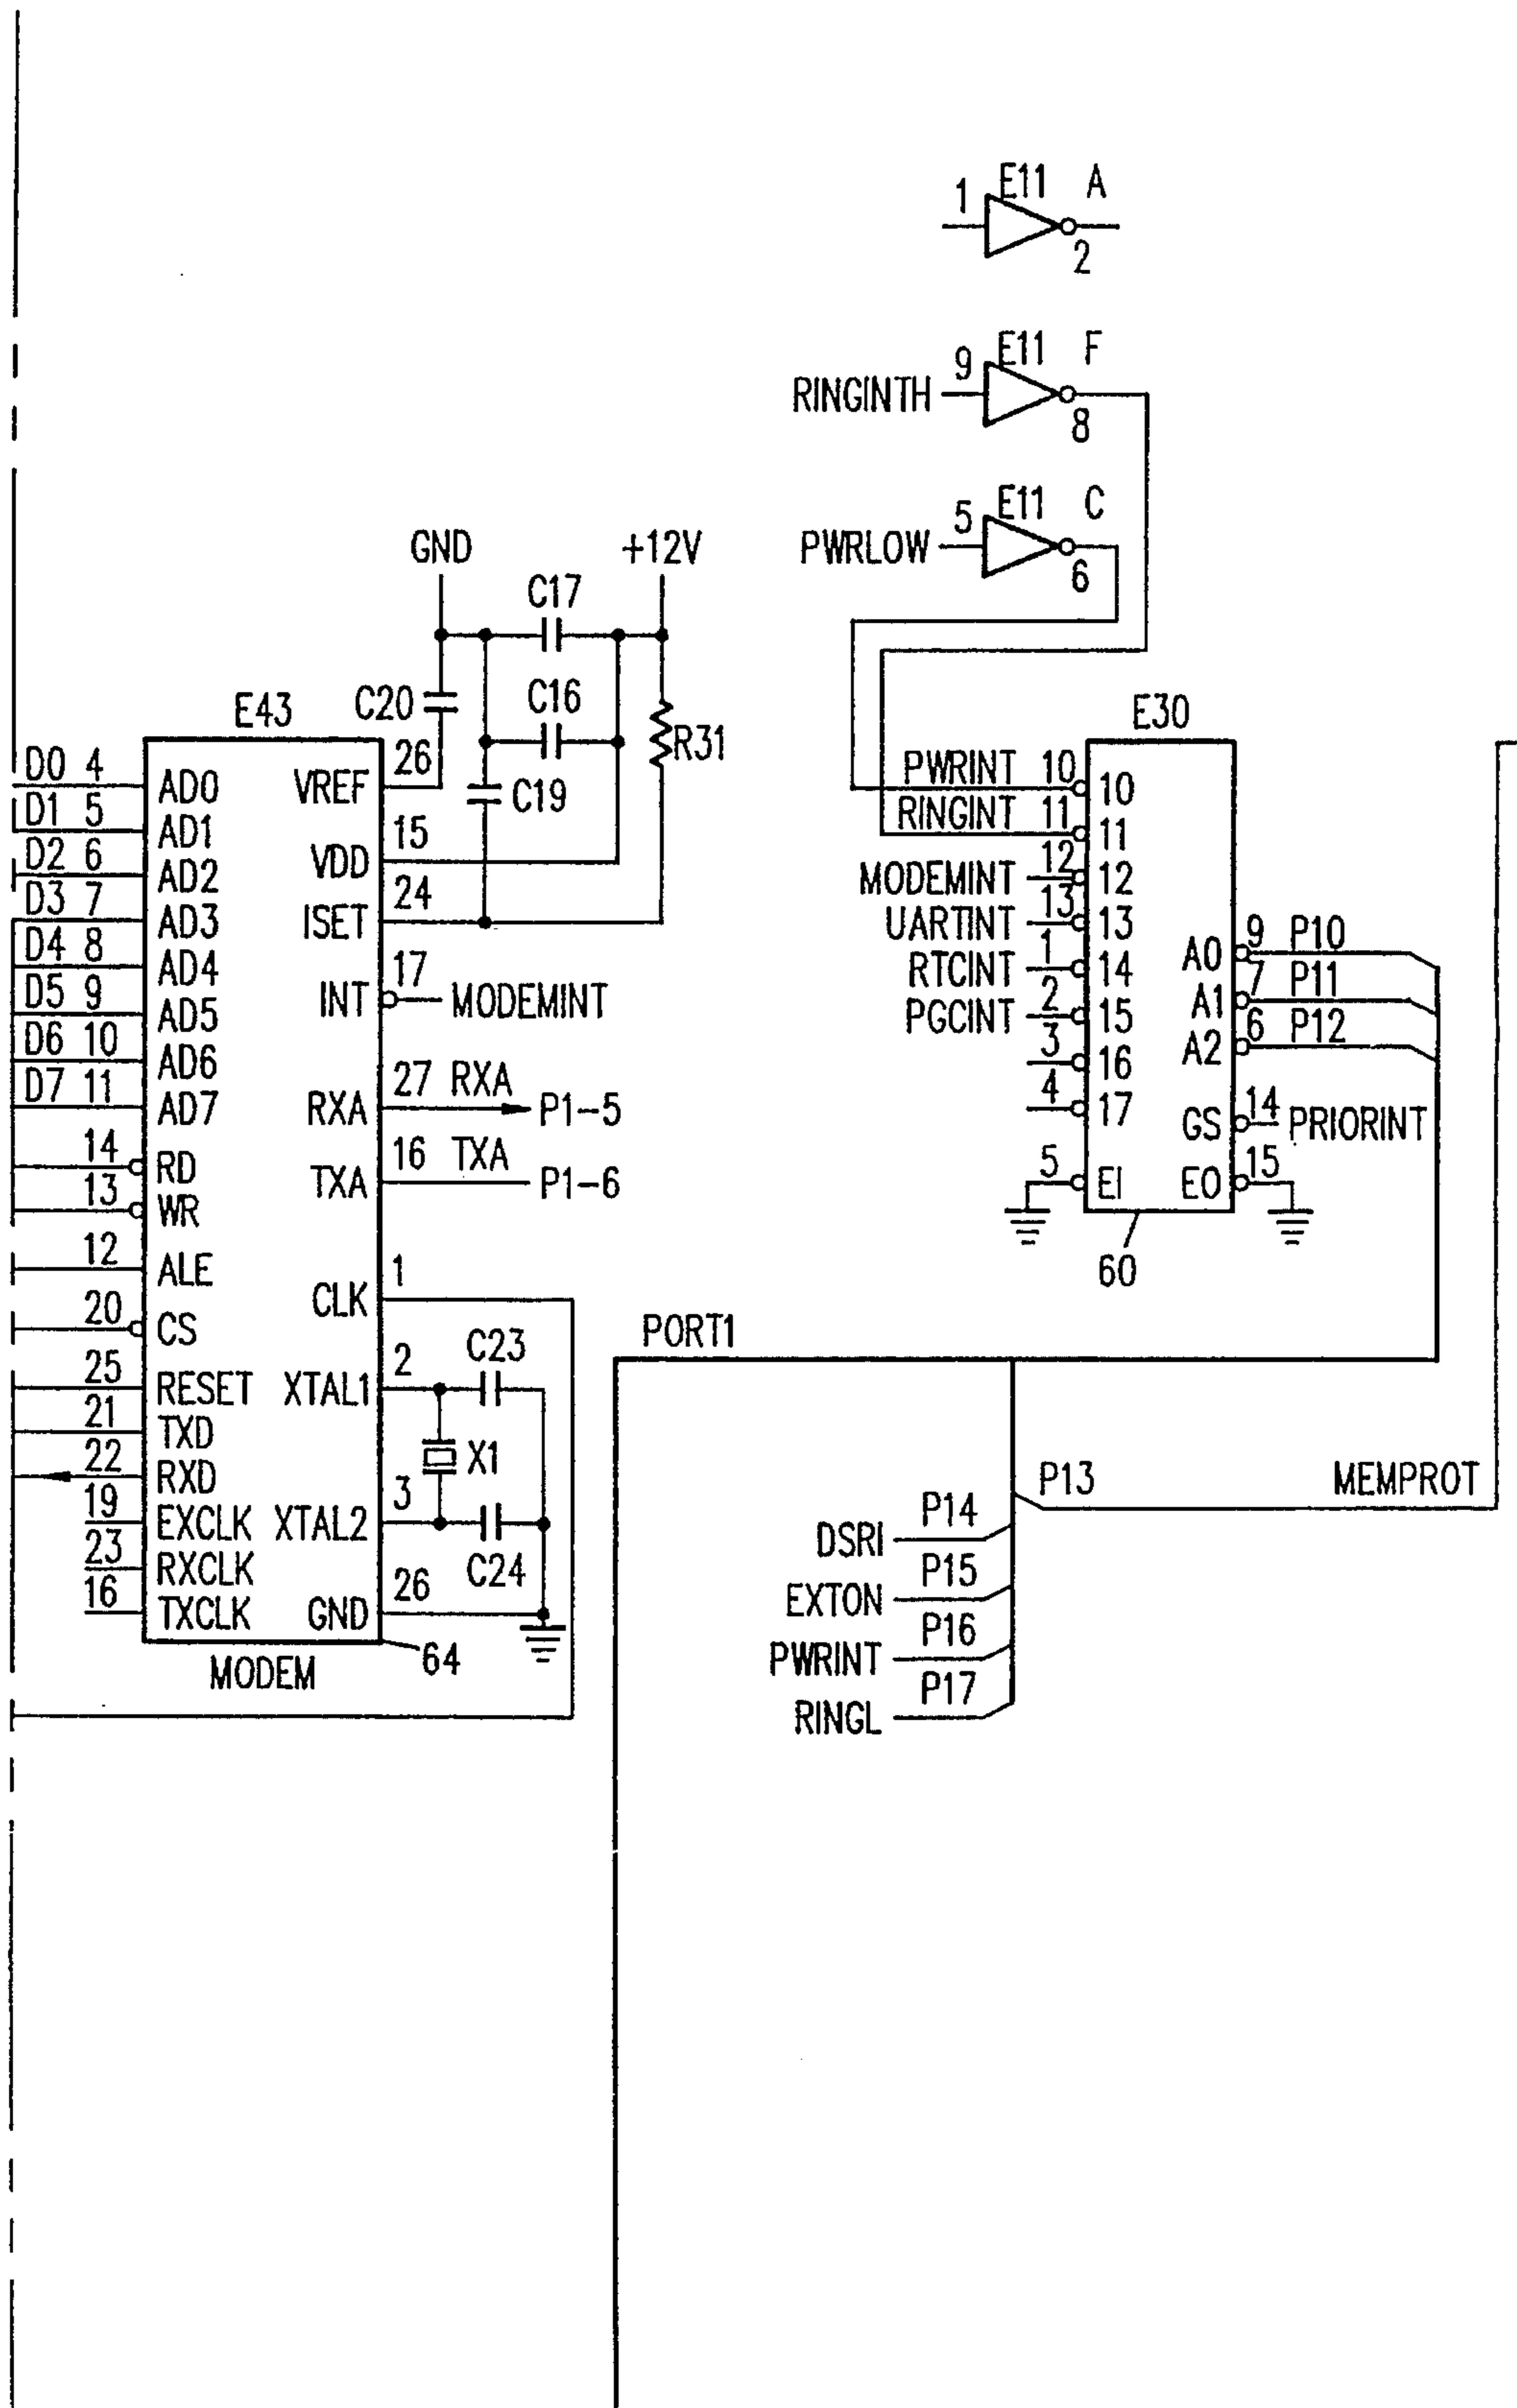 1 E11 A
2
RINGINTH 9 E11 F
8
PWRLOW 5 E11 C
6
GND +12V
C17
C20 C16
R31
C19
E43
D0 4 AD0 VREF 26
D1 5 AD1
D2 6 AD2 VDD 15
D3 7 AD3 ISET 24
D4 8 AD4
D5 9 AD5 INT 17 MODEMINT
D6 10 AD6
D7 11 AD7 RXA 27 RXA P1-5
14 RD TXA 16 TXA P1-6
13 WR
12 ALE
CLK 1
20 CS
25 RESET XTAL1 2 C23
21 TXD
22 RXD X1
19 EXCLK XTAL2 3
23 RXCLK C24
16 TXCLK GND 26
MODEM 64
E30
PWRINT 10 10
RINGINT 11 11
MODEMINT 12 12
UARTINT 13 13
RTCINT 1 14 A0 9 P10
PGCINT 2 15 A1 7 P11
3 16 A2 6 P12
4 17 GS 14 PRIORINT
5 EI EO 15
60
PORT1
P13 MEMPROT
DSRI P14
EXTON P15
PWRINT P16
RINGL P17